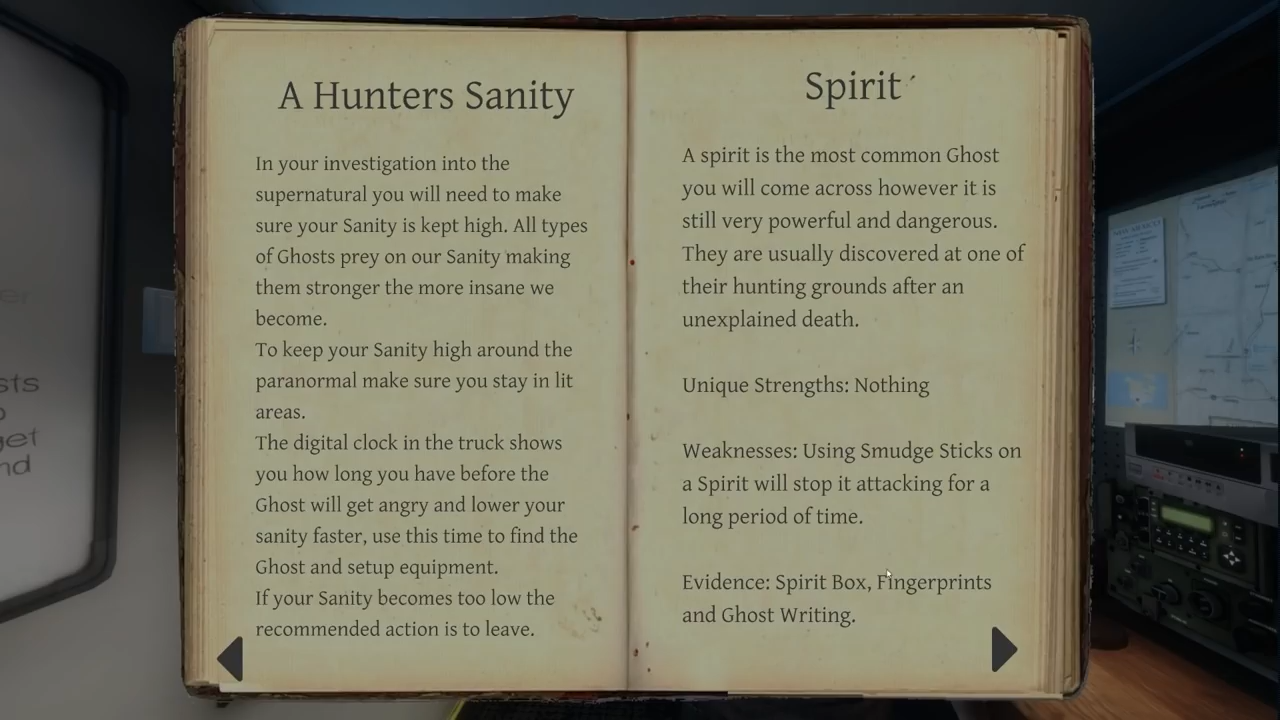 A Hunters Sanity
In your investigation into the
supernatural you will need to make
sure your Sanity is kept high. All types
of Ghosts prey on our Sanity making
them stronger the more insane we
become.
To keep your Sanity high around the
paranormal make sure you stay in lit
areas.
The digital clock in the truck shows
you how long you have before the
Ghost will get angry and lower your
sanity faster, use this time to find the
Ghost and setup equipment.
If your Sanity becomes too low the
recommended action is to leave.
Spirit
A spirit is the most common Ghost
you will come across however it is
still very powerful and dangerous.
They are usually discovered at one of
their hunting grounds after an
unexplained death.
Unique Strengths: Nothing
Weaknesses: Using Smudge Sticks on
a Spirit will stop it attacking for a
long period of time.
Evidence: Spirit Box, Fingerprints
and Ghost Writing.